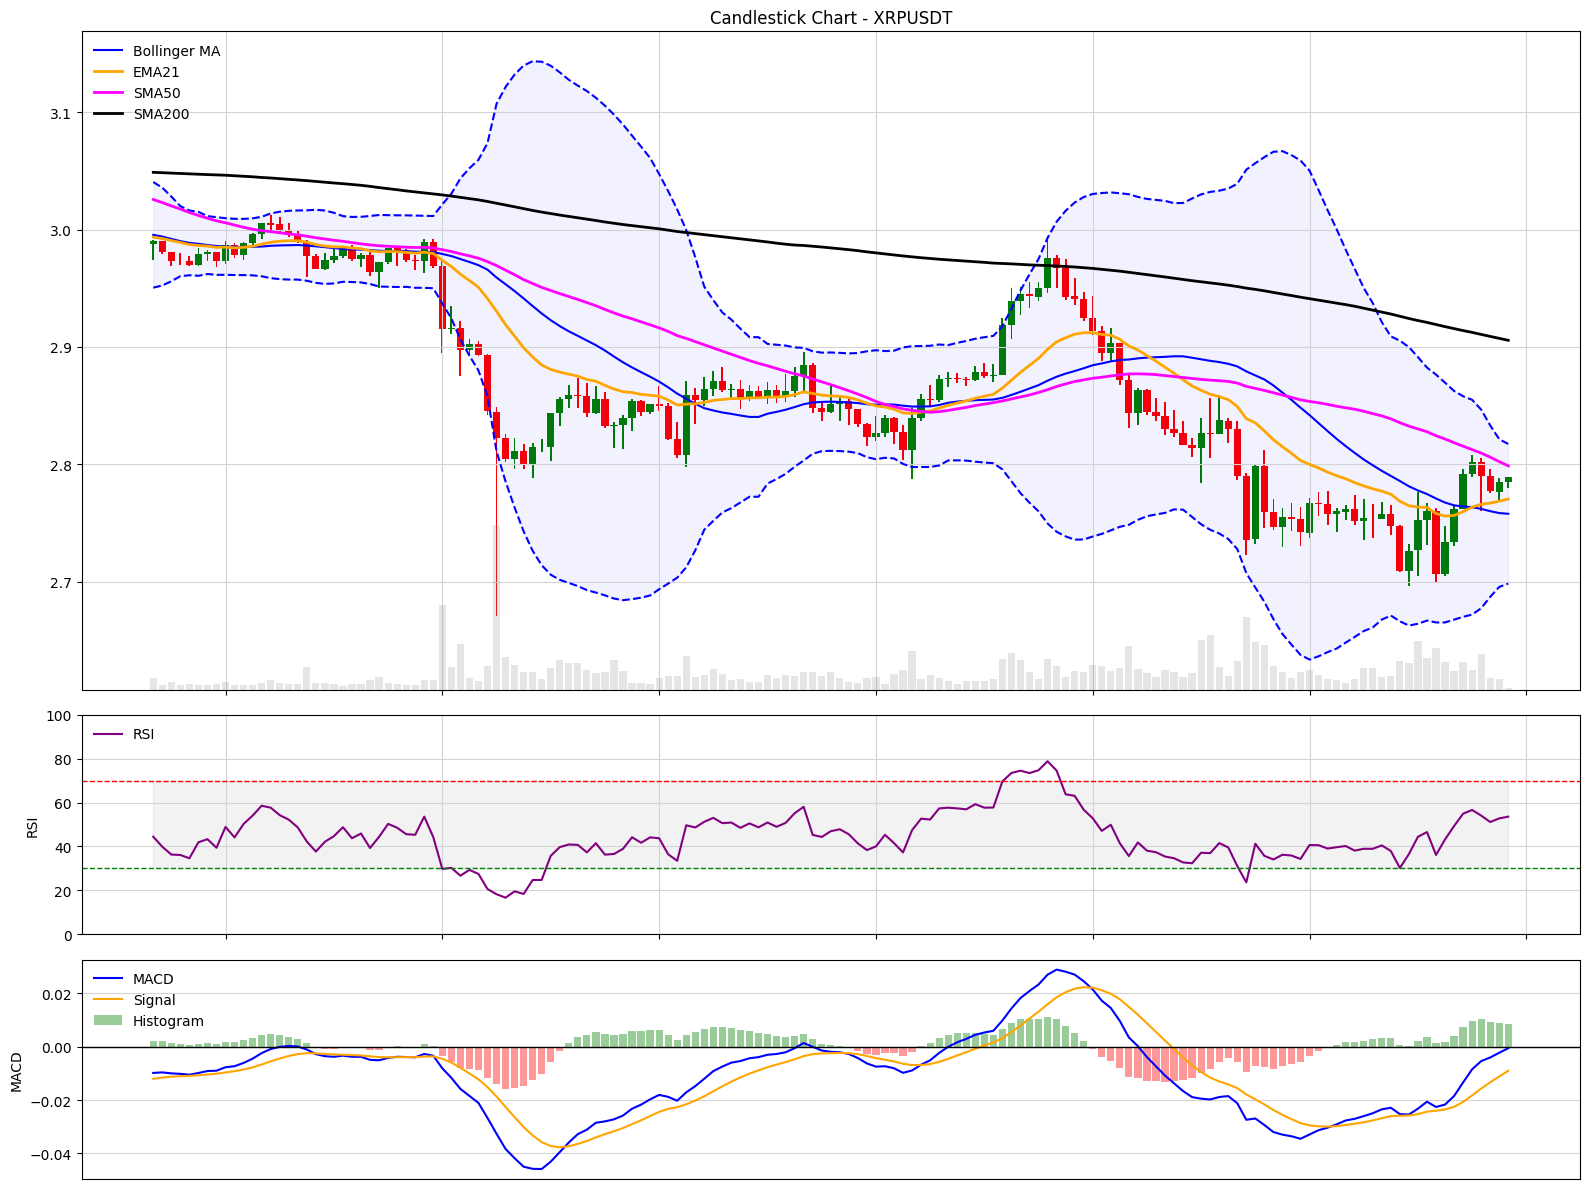 Candlestick Chart - XRPUSDT
Bollinger MA
EMA21
SMA50
SMA200
3.1
3.0
2.9
2.8
2.7
RSI
100
80
60
40
20
0
RSI
MACD
Signal
Histogram
0.02
0.00
−0.02
−0.04
MACD